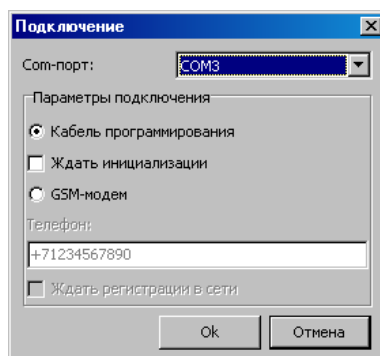 Подключение
Com-порт: COM3
Параметры подключения
Кабель программирования
Ждать инициализации
GSM-модем
Телефон:
+71234567890
Ждать регистрации в сети
Ok Отмена